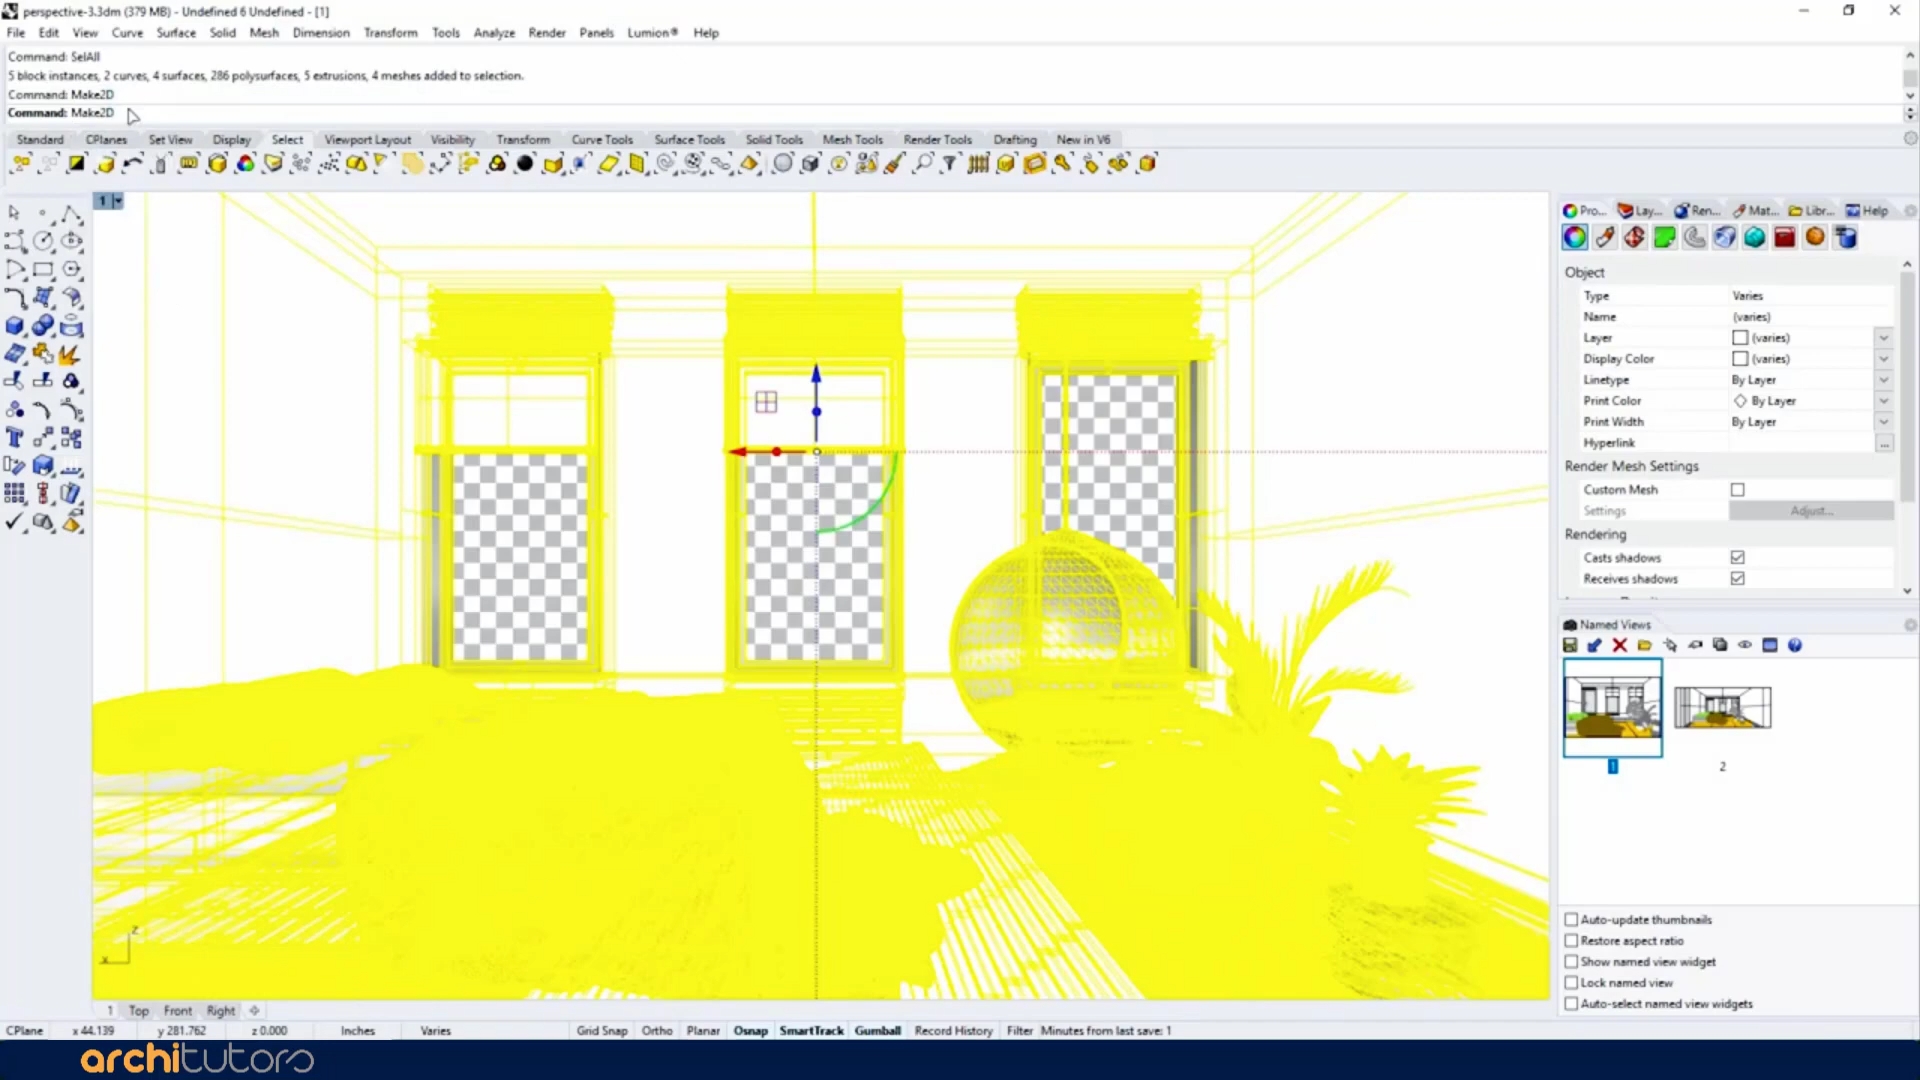 perspective-3.3dm (379 MB) - Undefined 6 Undefined - [1]
File Edit View Curve Surface Solid Mesh Dimension Transform Tools Analyze Render Panels Lumion® Help
Command: SelAll
5 block instances, 2 curves, 4 surfaces, 286 polysurfaces, 5 extrusions, 4 meshes added to selection.
Command: Make2D
Command: Make2D
Standard CPlanes Set View Display Select Viewport Layout Visibility Transform Curve Tools Surface Tools Solid Tools Mesh Tools Render Tools Drafting New in V6
1
Pro... Lay... Ren... Mat... Libr... Help
Object
Type Varies
Name (varies)
Layer (varies)
Display Color (varies)
Linetype By Layer
Print Color By Layer
Print Width By Layer
Hyperlink ...
Render Mesh Settings
Custom Mesh
Settings Adjust...
Rendering
Casts shadows
Receives shadows
Named Views
1 2
Auto-update thumbnails
Restore aspect ratio
Show named view widget
Lock named view
Auto-select named view widgets
z
x
1 Top Front Right
CPlane x 44.139 y 281.762 z 0.000 Inches Varies Grid Snap Ortho Planar Osnap SmartTrack Gumball Record History Filter Minutes from last save: 1
architutors